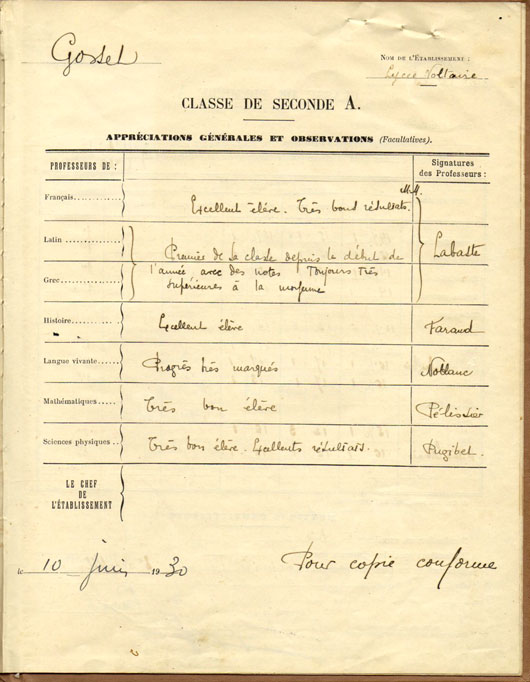 Gosset
NOM DE L'ÉTABLISSEMENT :
Lycée Voltaire
CLASSE DE SECONDE A.
APPRÉCIATIONS GÉNÉRALES ET OBSERVATIONS (Facultatives).
PROFESSEURS DE :
Signatures
des Professeurs :
Français
MM.
Excellent élève. Très bons résultats.
Latin
Grec
Premier de sa classe depuis le début de
l'année avec des notes toujours très
supérieures à la moyenne
Labaste
Histoire
Excellent élève
Farand
Langue vivante
Progrès très marqués
Mathématiques
Très bon élève
Pélissier
Sciences physiques
Très bon élève. Excellents résultats.
Pugibet.
LE CHEF
DE
L'ÉTABLISSEMENT
le 10 juin 1930
Pour copie conforme